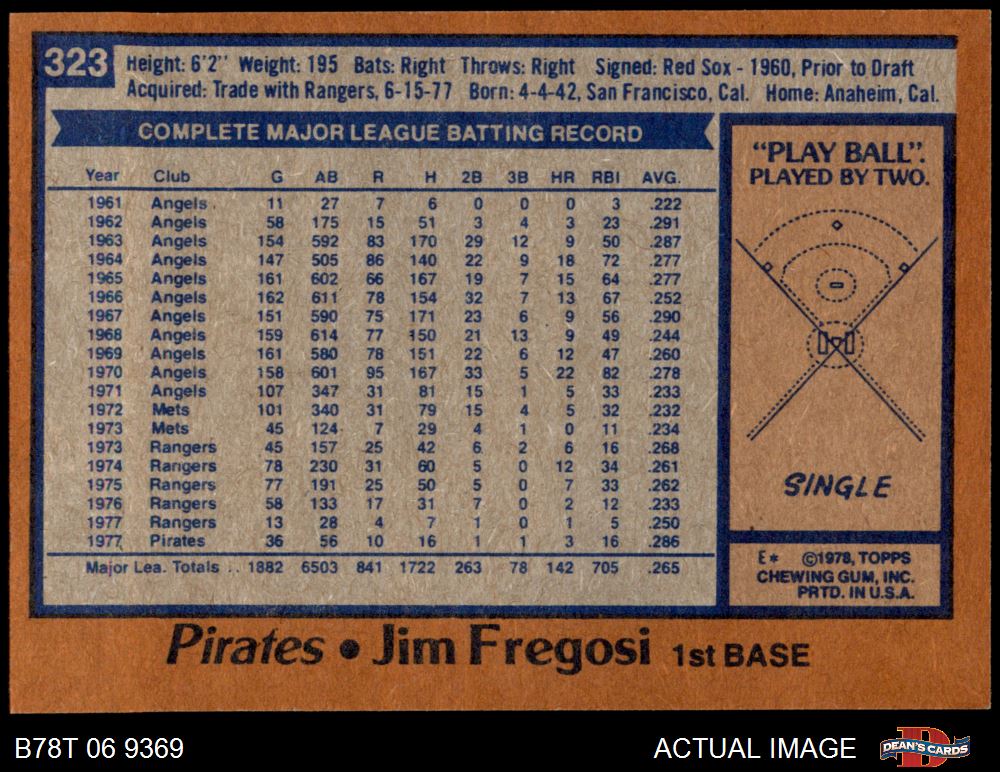 323
Height: 6'2" Weight: 195 Bats: Right Throws: Right Signed: Red Sox - 1960, Prior to Draft
Acquired: Trade with Rangers, 6-15-77 Born: 4-4-42, San Francisco, Cal. Home: Anaheim, Cal.
COMPLETE MAJOR LEAGUE BATTING RECORD
Year Club G AB R H 2B 3B HR RBI AVG.
1961 Angels 11 27 7 6 0 0 0 3 .222
1962 Angels 58 175 15 51 3 4 3 23 .291
1963 Angels 154 592 83 170 29 12 9 50 .287
1964 Angels 147 505 86 140 22 9 18 72 .277
1965 Angels 161 602 66 167 19 7 15 64 .277
1966 Angels 162 611 78 154 32 7 13 67 .252
1967 Angels 151 590 75 171 23 6 9 56 .290
1968 Angels 159 614 77 150 21 13 9 49 .244
1969 Angels 161 580 78 151 22 6 12 47 .260
1970 Angels 158 601 95 167 33 5 22 82 .278
1971 Angels 107 347 31 81 15 1 5 33 .233
1972 Mets 101 340 31 79 15 4 5 32 .232
1973 Mets 45 124 7 29 4 1 0 11 .234
1973 Rangers 45 157 25 42 6 2 6 16 .268
1974 Rangers 78 230 31 60 5 0 12 34 .261
1975 Rangers 77 191 25 50 5 0 7 33 .262
1976 Rangers 58 133 17 31 7 0 2 12 .233
1977 Rangers 13 28 4 7 1 0 1 5 .250
1977 Pirates 36 56 10 16 1 1 3 16 .286
Major Lea. Totals .. 1882 6503 841 1722 263 78 142 705 .265
"PLAY BALL".
PLAYED BY TWO.
SINGLE
E* ©1978, TOPPS
CHEWING GUM, INC.
PRTD. IN U.S.A.
Pirates • Jim Fregosi 1st BASE
B78T 06 9369
ACTUAL IMAGE
D
DEAN'S CARDS